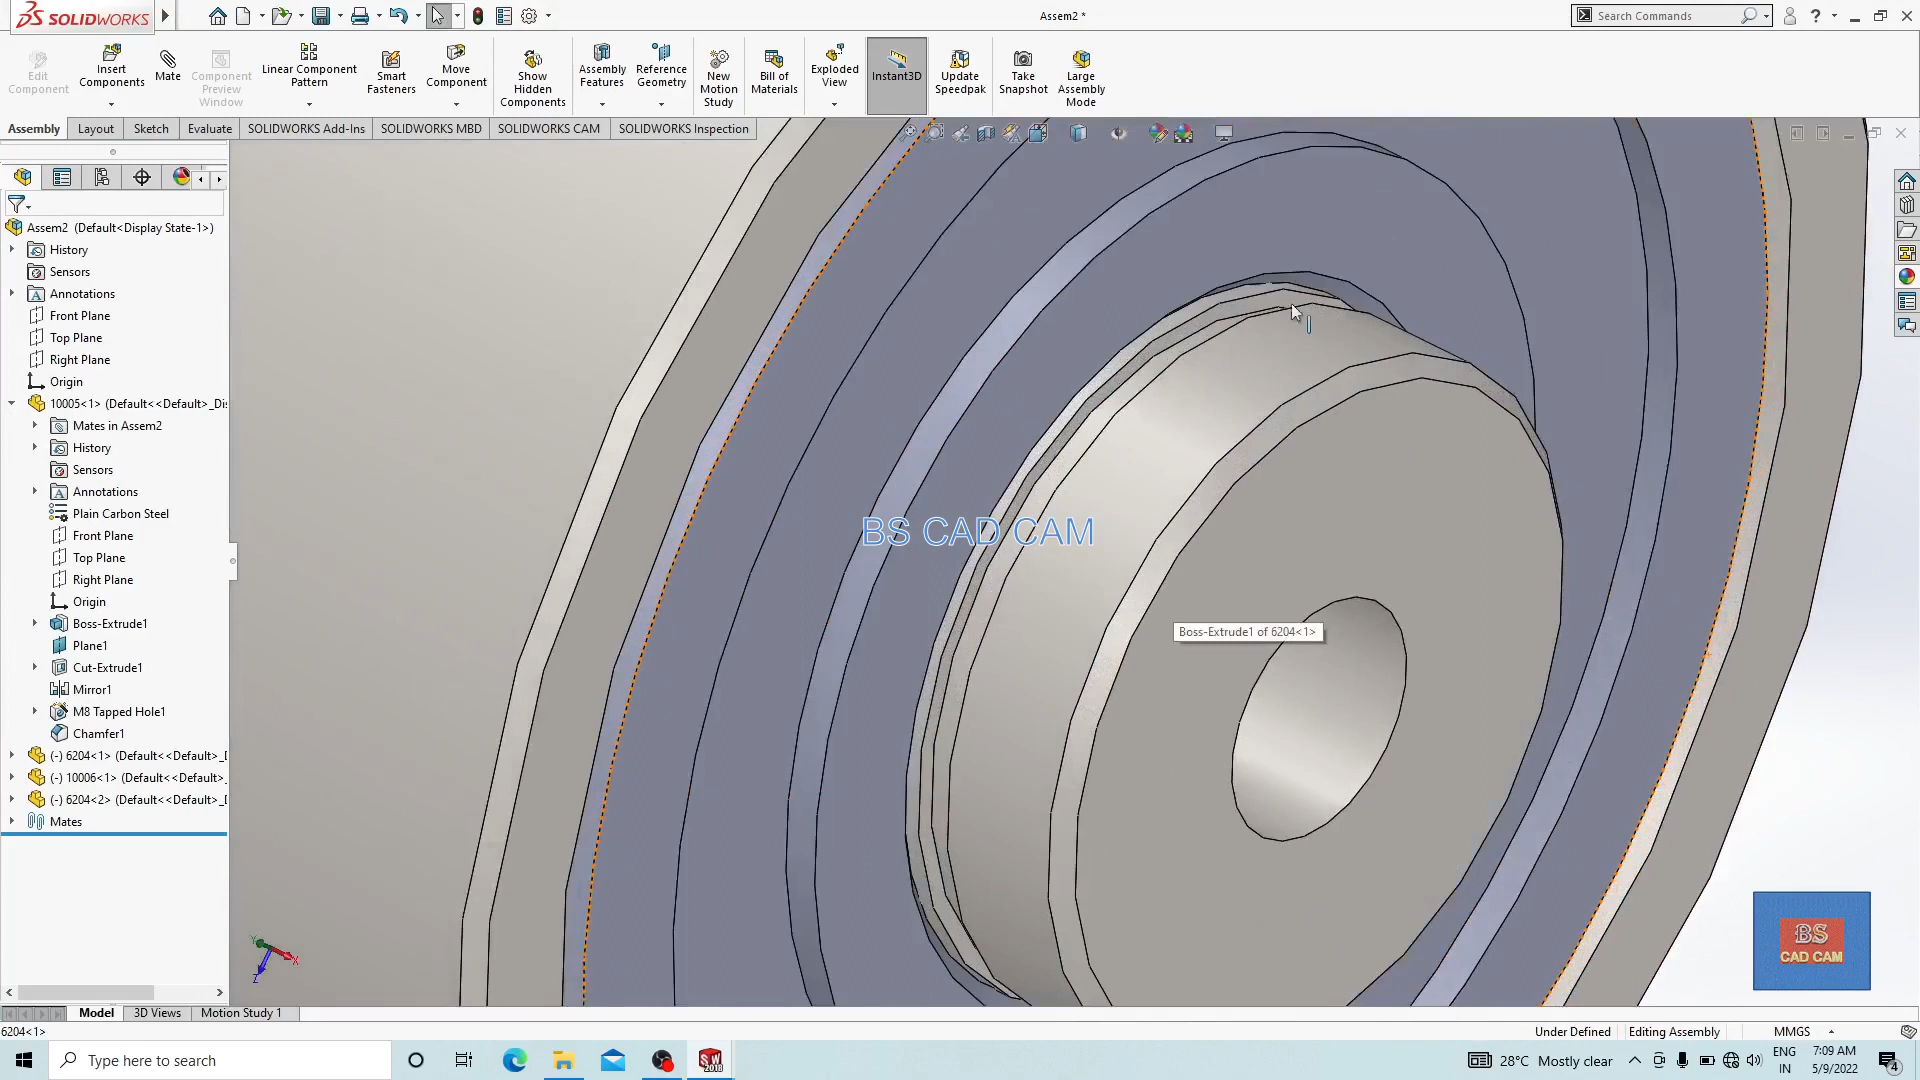 SOLIDWORKS
Assem2 *
Search Commands
Edit
Component
Insert
Components
Mate
Component
Preview
Window
Linear Component
Pattern
Smart
Fasteners
Move
Component
Show
Hidden
Components
Assembly
Features
Reference
Geometry
New
Motion
Study
Bill of
Materials
Exploded
View
Instant3D
Update
Speedpak
Take
Snapshot
Large
Assembly
Mode
Assembly
Layout
Sketch
Evaluate
SOLIDWORKS Add-Ins
SOLIDWORKS MBD
SOLIDWORKS CAM
SOLIDWORKS Inspection
Assem2 (Default<Display State-1>)
History
Sensors
Annotations
Front Plane
Top Plane
Right Plane
Origin
10005<1> (Default<<Default>_Di
Mates in Assem2
History
Sensors
Annotations
Plain Carbon Steel
Front Plane
Top Plane
Right Plane
Origin
Boss-Extrude1
Plane1
Cut-Extrude1
Mirror1
M8 Tapped Hole1
Chamfer1
(-) 6204<1> (Default<<Default>_D
(-) 10006<1> (Default<<Default>_
(-) 6204<2> (Default<<Default>_D
Mates
BS CAD CAM
Boss-Extrude1 of 6204<1>
BS
CAD CAM
Y
X
Z
Model
3D Views
Motion Study 1
6204<1>
Under Defined
Editing Assembly
MMGS
Type here to search
SW
2018
28°C Mostly clear
ENG
IN
7:09 AM
5/9/2022
4